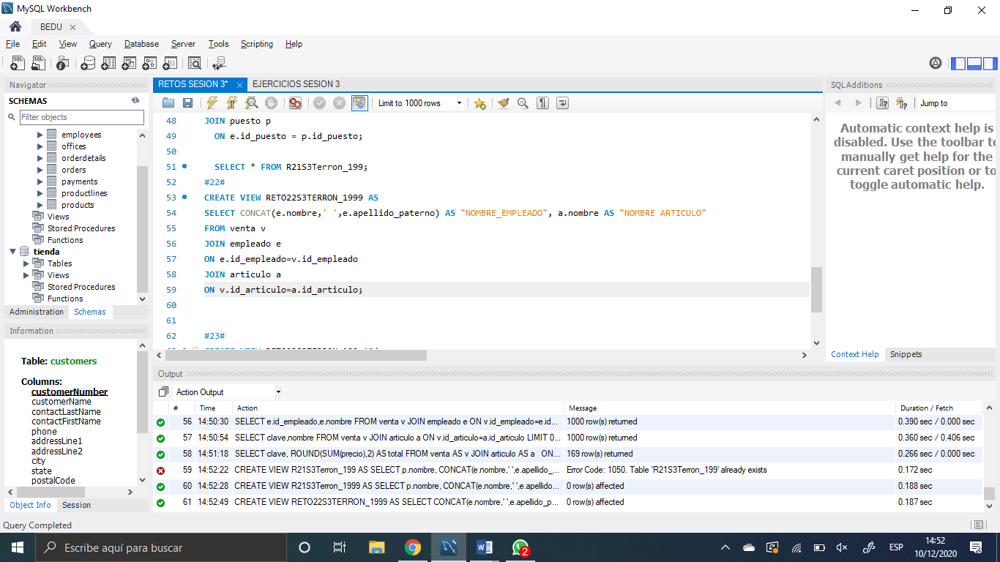 MySQL Workbench
BEDU
File Edit View Query Database Server Tools Scripting Help
Navigator
SCHEMAS
Filter objects
employees
offices
orderdetails
orders
payments
productlines
products
Views
Stored Procedures
Functions
tienda
Tables
Views
Stored Procedures
Functions
Administration Schemas
Information
Table: customers
Columns:
customerNumber
customerName
contactLastName
contactFirstName
phone
addressLine1
addressLine2
city
state
postalCode
Object Info Session
RETOS SESION 3* EJERCICIOS SESION 3
Limit to 1000 rows
48 JOIN puesto p
49 ON e.id_puesto = p.id_puesto;
50
51 SELECT * FROM R21S3Terron_199;
52 #22#
53 CREATE VIEW RETO22S3TERRON_1999 AS
54 SELECT CONCAT(e.nombre,' ',e.apellido_paterno) AS "NOMBRE_EMPLEADO", a.nombre AS "NOMBRE ARTICULO"
55 FROM venta v
56 JOIN empleado e
57 ON e.id_empleado=v.id_empleado
58 JOIN articulo a
59 ON v.id_articulo=a.id_articulo;
60
61
62 #23#
SQLAdditions
Jump to
Automatic context help is
disabled. Use the toolbar to
manually get help for the
current caret position or to
toggle automatic help.
Context Help Snippets
Output
Action Output
# Time Action Message Duration / Fetch
56 14:50:30 SELECT e.id_empleado,e.nombre FROM venta v JOIN empleado e ON v.id_empleado=e.id... 1000 row(s) returned 0.390 sec / 0.000 sec
57 14:50:54 SELECT clave,nombre FROM venta v JOIN articulo a ON v.id_articulo=a.id_articulo LIMIT 0... 1000 row(s) returned 0.360 sec / 0.406 sec
58 14:51:18 SELECT clave, ROUND(SUM(precio),2) AS total FROM venta AS v JOIN articulo AS a ON... 169 row(s) returned 0.266 sec / 0.000 sec
59 14:52:22 CREATE VIEW R21S3Terron_199 AS SELECT p.nombre, CONCAT(e.nombre,' ',e.apellido_... Error Code: 1050. Table 'R21S3Terron_199' already exists 0.172 sec
60 14:52:28 CREATE VIEW R21S3Terron_1999 AS SELECT p.nombre, CONCAT(e.nombre,' ',e.apellido... 0 row(s) affected 0.188 sec
61 14:52:49 CREATE VIEW RETO22S3TERRON_1999 AS SELECT CONCAT(e.nombre,' ',e.apellido_p... 0 row(s) affected 0.187 sec
Query Completed
Escribe aquí para buscar
2
ESP
14:52
10/12/2020